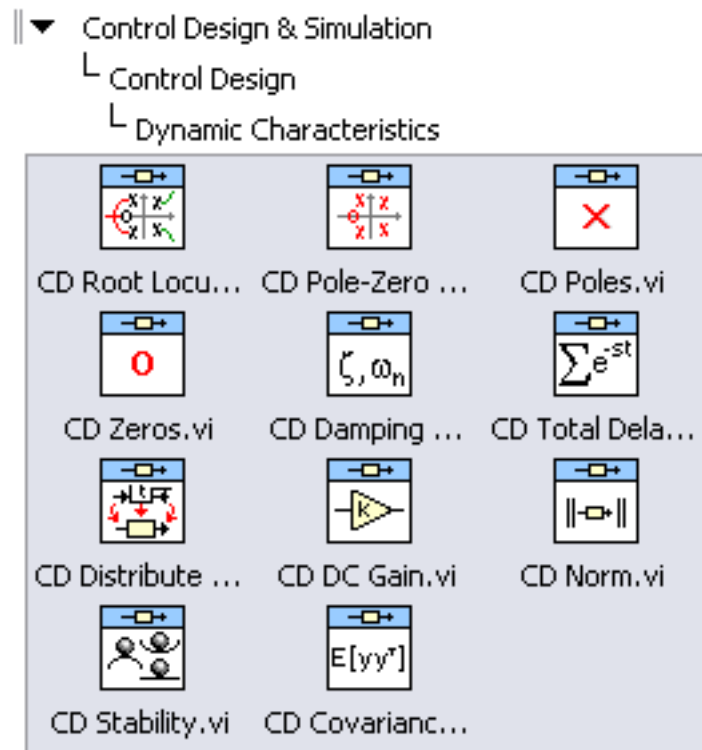 Control Design & Simulation
Control Design
Dynamic Characteristics
CD Root Locu... CD Pole-Zero ... CD Poles.vi
O
ζ,ωn
∑e-st
CD Zeros.vi CD Damping ... CD Total Dela...
t
k
CD Distribute ... CD DC Gain.vi CD Norm.vi
E[yyᵀ]
CD Stability.vi CD Covarianc...